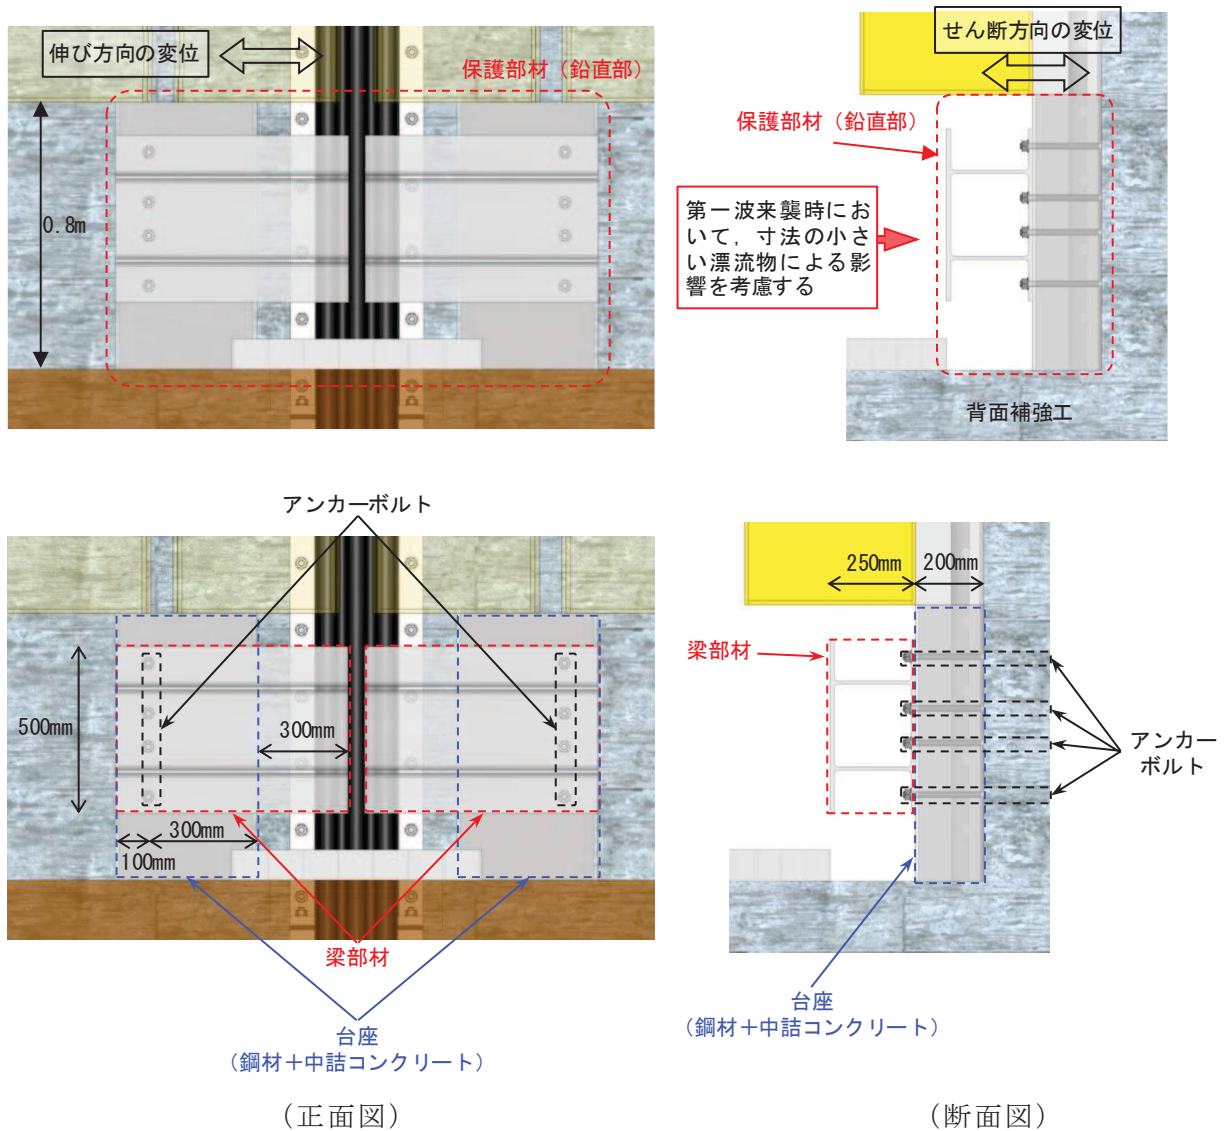 伸び方向の変位
保護部材（鉛直部）
0.8m
せん断方向の変位
保護部材（鉛直部）
第一波来襲時にお
いて，寸法の小さ
い漂流物による影
響を考慮する
背面補強工
アンカーボルト
500mm
300mm
300mm
100mm
梁部材
台座
（鋼材＋中詰コンクリート）
（正面図）
250mm
200mm
梁部材
アンカー
ボルト
台座
（鋼材＋中詰コンクリート）
（断面図）